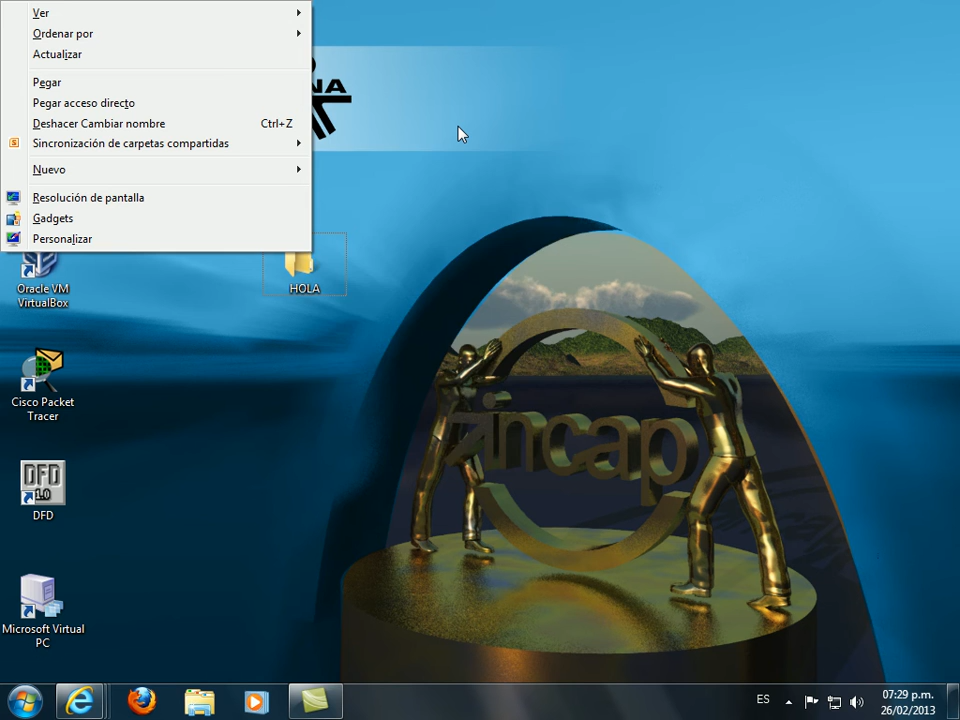 Ver
Ordenar por
Actualizar
Pegar
Pegar acceso directo
Deshacer Cambiar nombre Ctrl+Z
Sincronización de carpetas compartidas
Nuevo
Resolución de pantalla
Gadgets
Personalizar
Oracle VM
VirtualBox
HOLA
Cisco Packet
Tracer
DFD
1.0
DFD
Microsoft Virtual
PC
incap
ES
07:29 p.m.
26/02/2013